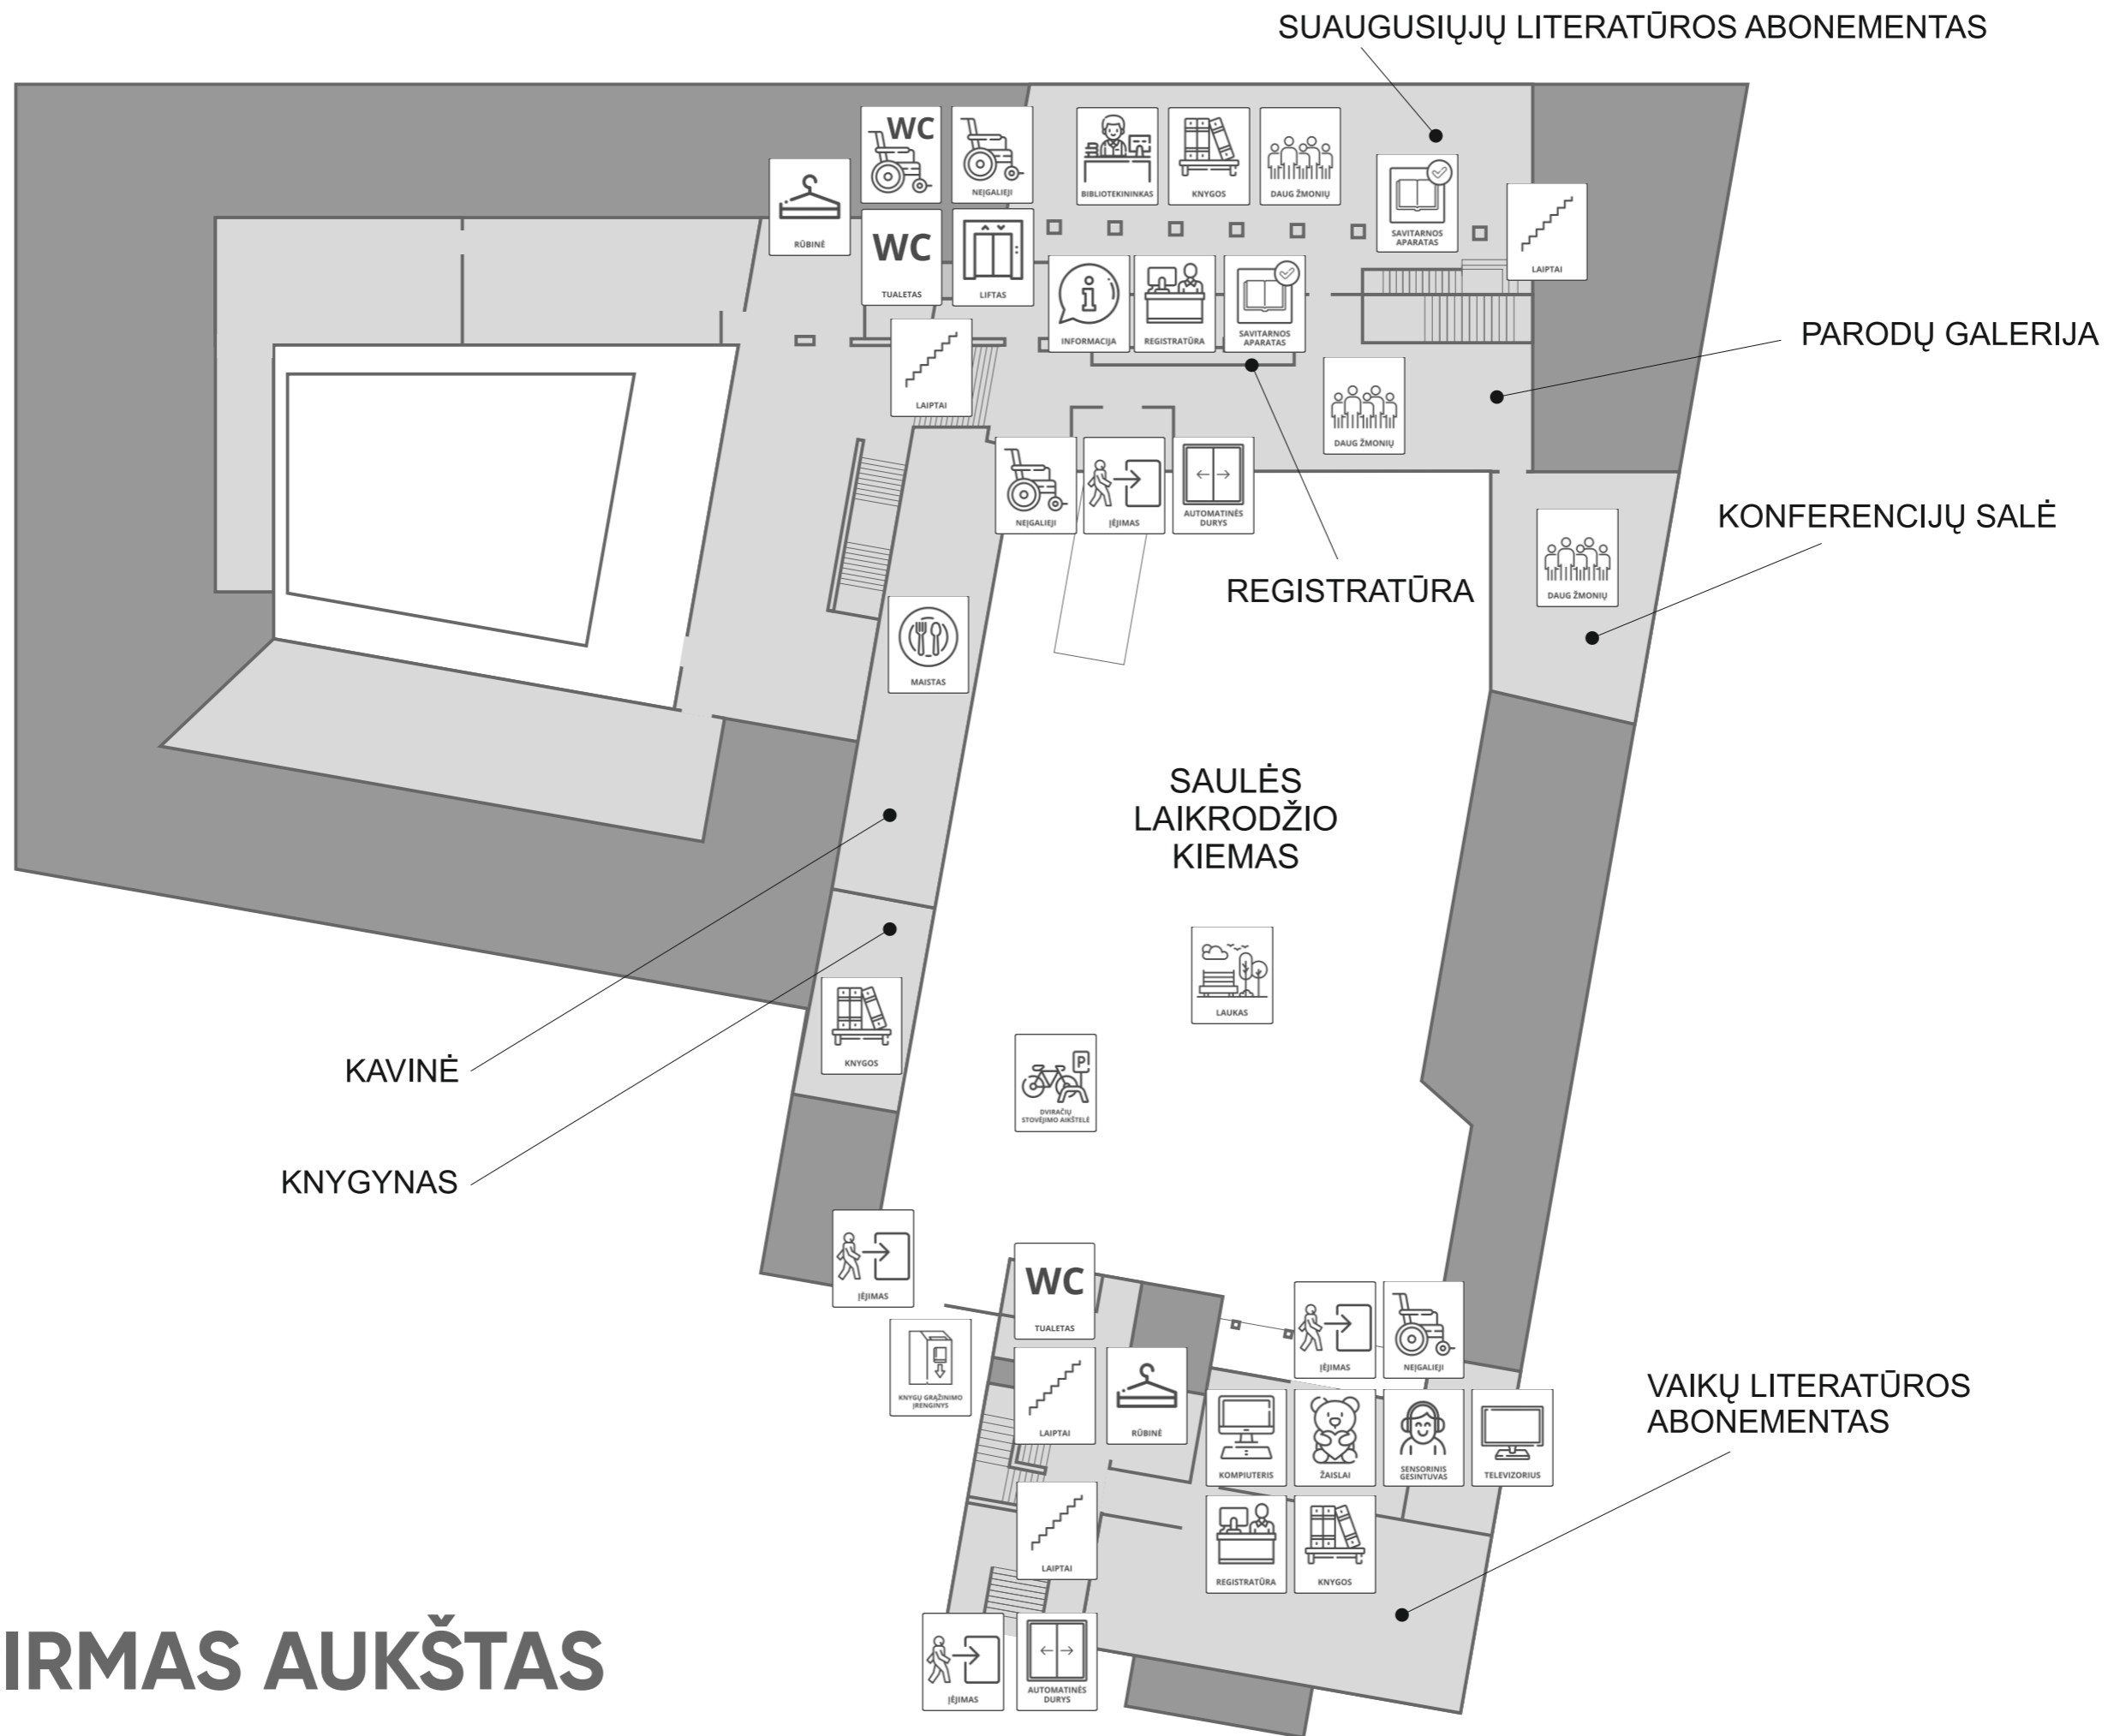 SUAUGUSIŲJŲ LITERATŪROS ABONEMENTAS
WC
NEĮGALIEJI
BIBLIOTEKININKAS
KNYGOS
DAUG ŽMONIŲ
RŪBINĖ
SAVITARNOS
APARATAS
WC
TUALETAS
LIFTAS
LAIPTAI
INFORMACIJA
REGISTRATŪRA
SAVITARNOS
APARATAS
PARODŲ GALERIJA
LAIPTAI
DAUG ŽMONIŲ
NEĮGALIEJI
ĮĖJIMAS
AUTOMATINĖS
DURYS
KONFERENCIJŲ SALĖ
DAUG ŽMONIŲ
REGISTRATŪRA
MAISTAS
SAULĖS
LAIKRODŽIO
KIEMAS
LAUKAS
KNYGOS
KAVINĖ
P
DVIRAČIŲ
STOVĖJIMO AIKŠTELĖ
KNYGYNAS
ĮĖJIMAS
WC
TUALETAS
ĮĖJIMAS
NEĮGALIEJI
KNYGŲ GRĄŽINIMO
ĮRENGINYS
LAIPTAI
RŪBINĖ
KOMPIUTERIS
ŽAISLAI
SENSORINIS
GESINTUVAS
TELEVIZORIUS
VAIKŲ LITERATŪROS
ABONEMENTAS
LAIPTAI
REGISTRATŪRA
KNYGOS
IRMAS AUKŠTAS
ĮĖJIMAS
AUTOMATINĖS
DURYS